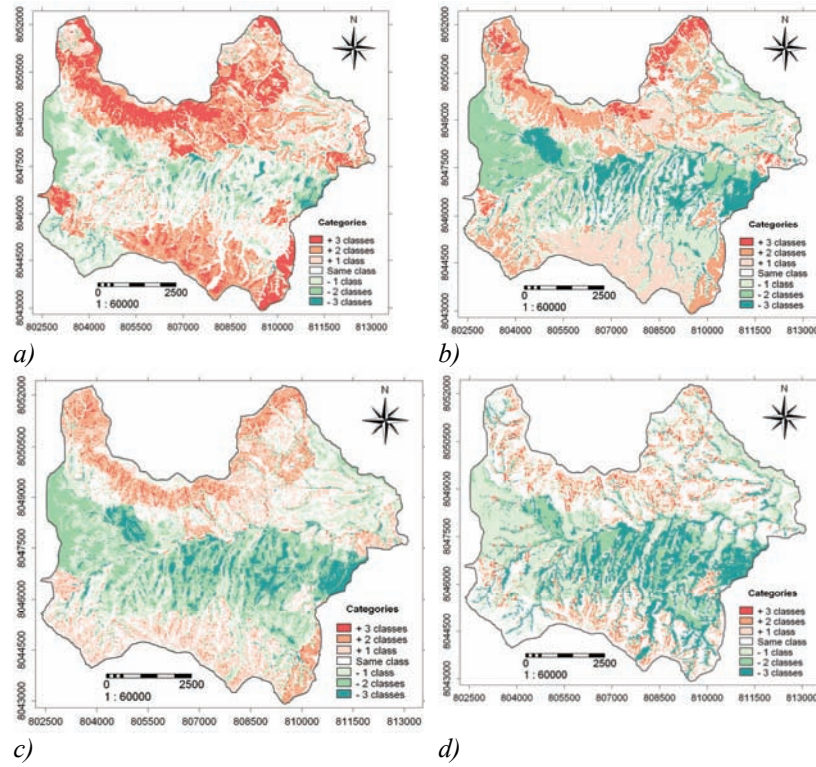 8052000
8050500
8049000
8047500
8046000
8044500
8043000
N
Categories
+ 3 classes
+ 2 classes
+ 1 class
Same class
- 1 class
- 2 classes
- 3 classes
0 2500
1 : 60000
802500 804000 805500 807000 808500 810000 811500 813000
a)
8052000
8050500
8049000
8047500
8046000
8044500
8043000
N
Categories
+ 3 classes
+ 2 classes
+ 1 class
Same class
- 1 class
- 2 classes
- 3 classes
0 2500
1 : 60000
802500 804000 805500 807000 808500 810000 811500 813000
b)
8052000
8050500
8049000
8047500
8046000
8044500
8043000
N
Categories
+ 3 classes
+ 2 classes
+ 1 class
Same class
- 1 class
- 2 classes
- 3 classes
0 2500
1 : 60000
802500 804000 805500 807000 808500 810000 811500 813000
c)
8052000
8050500
8049000
8047500
8046000
8044500
8043000
N
Categories
+ 3 classes
+ 2 classes
+ 1 class
Same class
- 1 class
- 2 classes
- 3 classes
0 2500
1 : 60000
802500 804000 805500 807000 808500 810000 811500 813000
d)